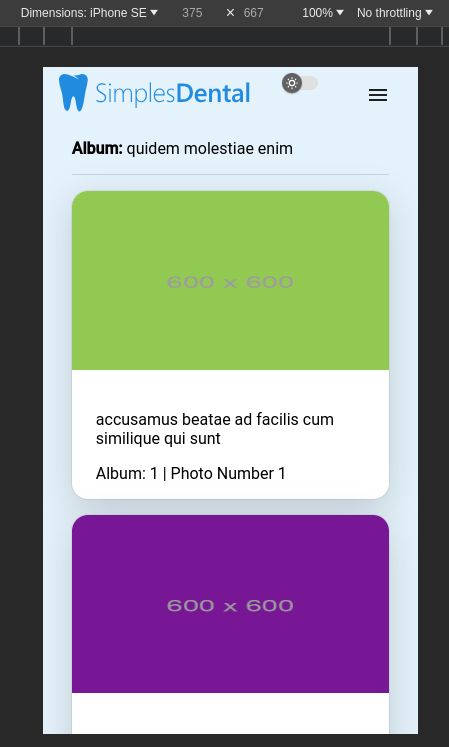 Dimensions: iPhone SE 375 × 667 100% No throttling
SimplesDental
Album: quidem molestiae enim
600 x 600
accusamus beatae ad facilis cum
similique qui sunt
Album: 1 | Photo Number 1
600 x 600